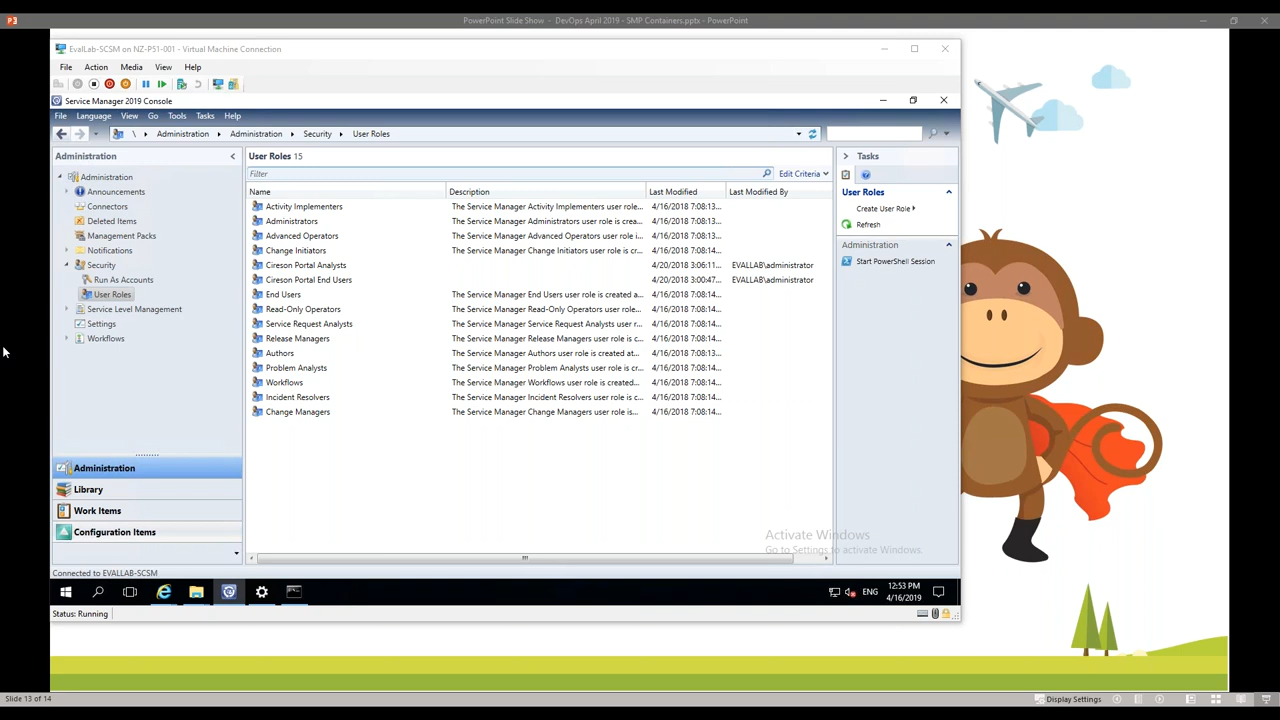 PowerPoint Slide Show - DevOps April 2019 - SMP Containers.pptx - PowerPoint
EvalLab-SCSM on NZ-P51-001 - Virtual Machine Connection
File Action Media View Help
Service Manager 2019 Console
File Language View Go Tools Tasks Help
\ Administration Administration Security User Roles
Administration
Administration
Announcements
Connectors
Deleted Items
Management Packs
Notifications
Security
Run As Accounts
User Roles
Service Level Management
Settings
Workflows
Administration
Library
Work Items
Configuration Items
User Roles 15
Filter Edit Criteria
Name Description Last Modified Last Modified By
Activity Implementers The Service Manager Activity Implementers user role... 4/16/2018 7:08:13...
Administrators The Service Manager Administrators user role is crea... 4/16/2018 7:08:13...
Advanced Operators The Service Manager Advanced Operators user role i... 4/16/2018 7:08:13...
Change Initiators The Service Manager Change Initiators user role is cr... 4/16/2018 7:08:14...
Cireson Portal Analysts 4/20/2018 3:06:11... EVALLAB\administrator
Cireson Portal End Users 4/20/2018 3:00:47... EVALLAB\administrator
End Users The Service Manager End Users user role is created a... 4/16/2018 7:08:14...
Read-Only Operators The Service Manager Read-Only Operators user role... 4/16/2018 7:08:14...
Service Request Analysts The Service Manager Service Request Analysts user r... 4/16/2018 7:08:14...
Release Managers The Service Manager Release Managers user role is c... 4/16/2018 7:08:14...
Authors The Service Manager Authors user role is created at... 4/16/2018 7:08:13...
Problem Analysts The Service Manager Problem Analysts user role is cr... 4/16/2018 7:08:14...
Workflows The Service Manager Workflows user role is created... 4/16/2018 7:08:14...
Incident Resolvers The Service Manager Incident Resolvers user role is c... 4/16/2018 7:08:14...
Change Managers The Service Manager Change Managers user role is... 4/16/2018 7:08:14...
Tasks
User Roles
Create User Role
Refresh
Administration
Start PowerShell Session
Activate Windows
Go to Settings to activate Windows.
Connected to EVALLAB-SCSM
ENG 12:53 PM
4/16/2019
Status: Running
Slide 13 of 14 Display Settings